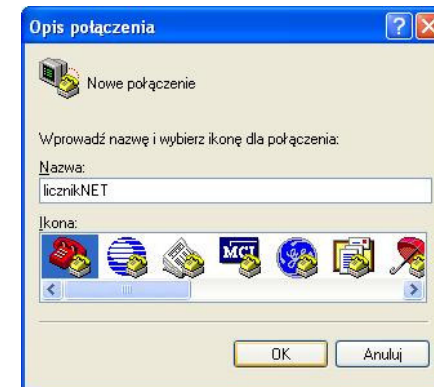 Opis połączenia
Nowe połączenie
Wprowadź nazwę i wybierz ikonę dla połączenia:
Nazwa:
licznikNET
Ikona:
MCI
OK Anuluj